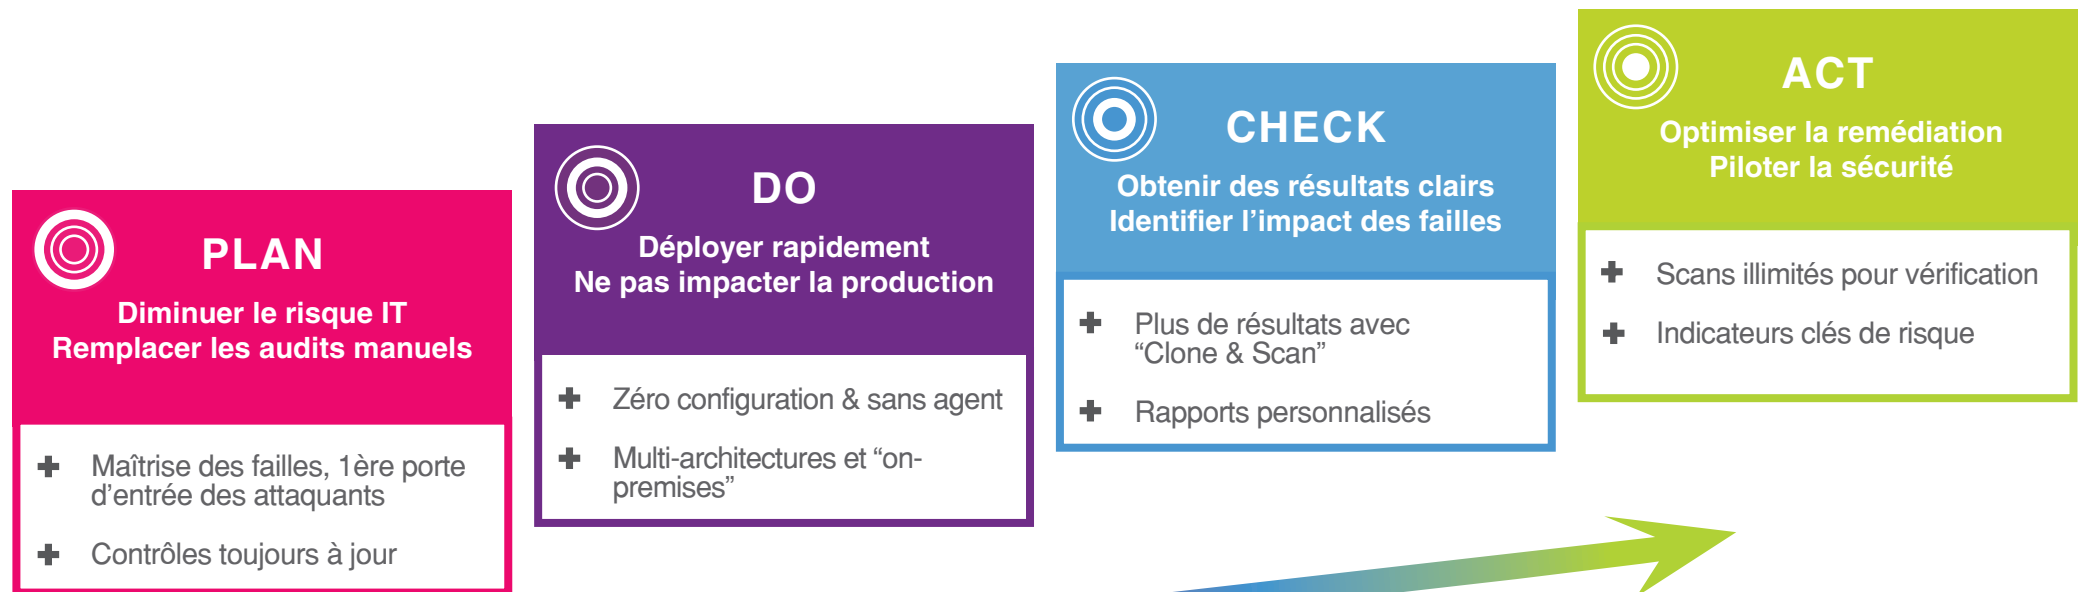 PLAN
Diminuer le risque IT
Remplacer les audits manuels
Maîtrise des failles, 1ère porte
d’entrée des attaquants
Contrôles toujours à jour
DO
Déployer rapidement
Ne pas impacter la production
Zéro configuration & sans agent
Multi-architectures et “on-
premises”
CHECK
Obtenir des résultats clairs
Identifier l’impact des failles
Plus de résultats avec
“Clone & Scan”
Rapports personnalisés
ACT
Optimiser la remédiation
Piloter la sécurité
Scans illimités pour vérification
Indicateurs clés de risque